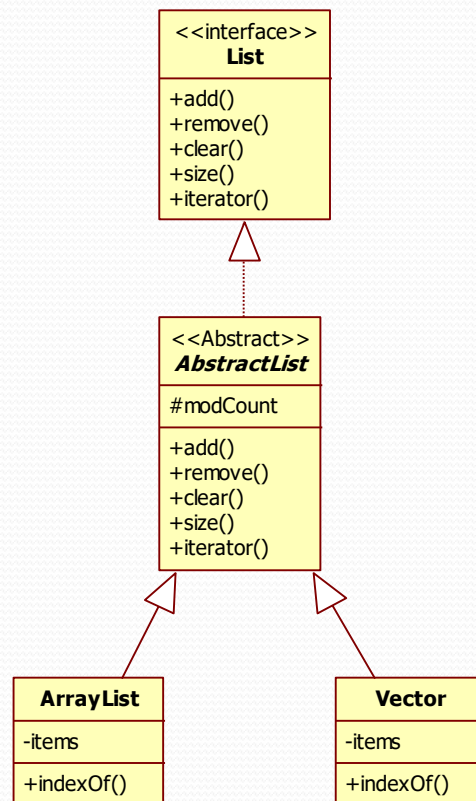 <<interface>>
List
+add()
+remove()
+clear()
+size()
+iterator()
<<Abstract>>
AbstractList
#modCount
+add()
+remove()
+clear()
+size()
+iterator()
ArrayList
-items
+indexOf()
Vector
-items
+indexOf()